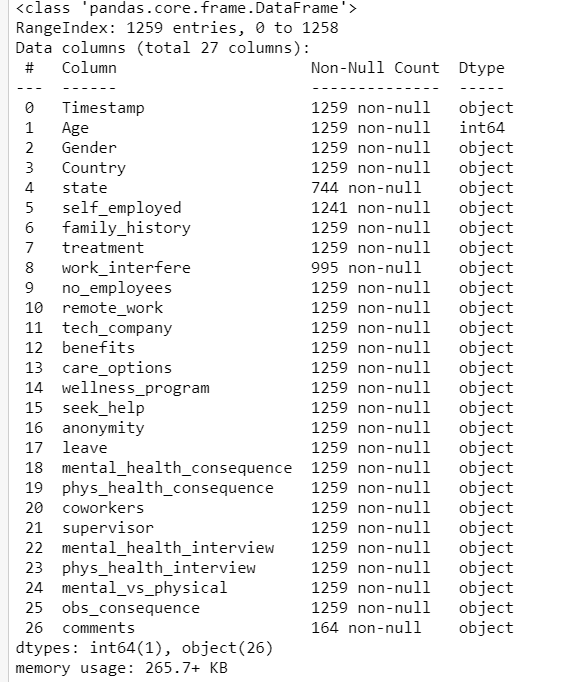 <class 'pandas.core.frame.DataFrame'>
RangeIndex: 1259 entries, 0 to 1258
Data columns (total 27 columns):
 #   Column                     Non-Null Count  Dtype
---  ------                     --------------  -----
 0   Timestamp                  1259 non-null   object
 1   Age                        1259 non-null   int64
 2   Gender                     1259 non-null   object
 3   Country                    1259 non-null   object
 4   state                      744 non-null    object
 5   self_employed              1241 non-null   object
 6   family_history             1259 non-null   object
 7   treatment                  1259 non-null   object
 8   work_interfere             995 non-null    object
 9   no_employees               1259 non-null   object
 10  remote_work                1259 non-null   object
 11  tech_company               1259 non-null   object
 12  benefits                   1259 non-null   object
 13  care_options               1259 non-null   object
 14  wellness_program           1259 non-null   object
 15  seek_help                  1259 non-null   object
 16  anonymity                  1259 non-null   object
 17  leave                      1259 non-null   object
 18  mental_health_consequence  1259 non-null   object
 19  phys_health_consequence    1259 non-null   object
 20  coworkers                  1259 non-null   object
 21  supervisor                 1259 non-null   object
 22  mental_health_interview    1259 non-null   object
 23  phys_health_interview      1259 non-null   object
 24  mental_vs_physical         1259 non-null   object
 25  obs_consequence            1259 non-null   object
 26  comments                   164 non-null    object
dtypes: int64(1), object(26)
memory usage: 265.7+ KB